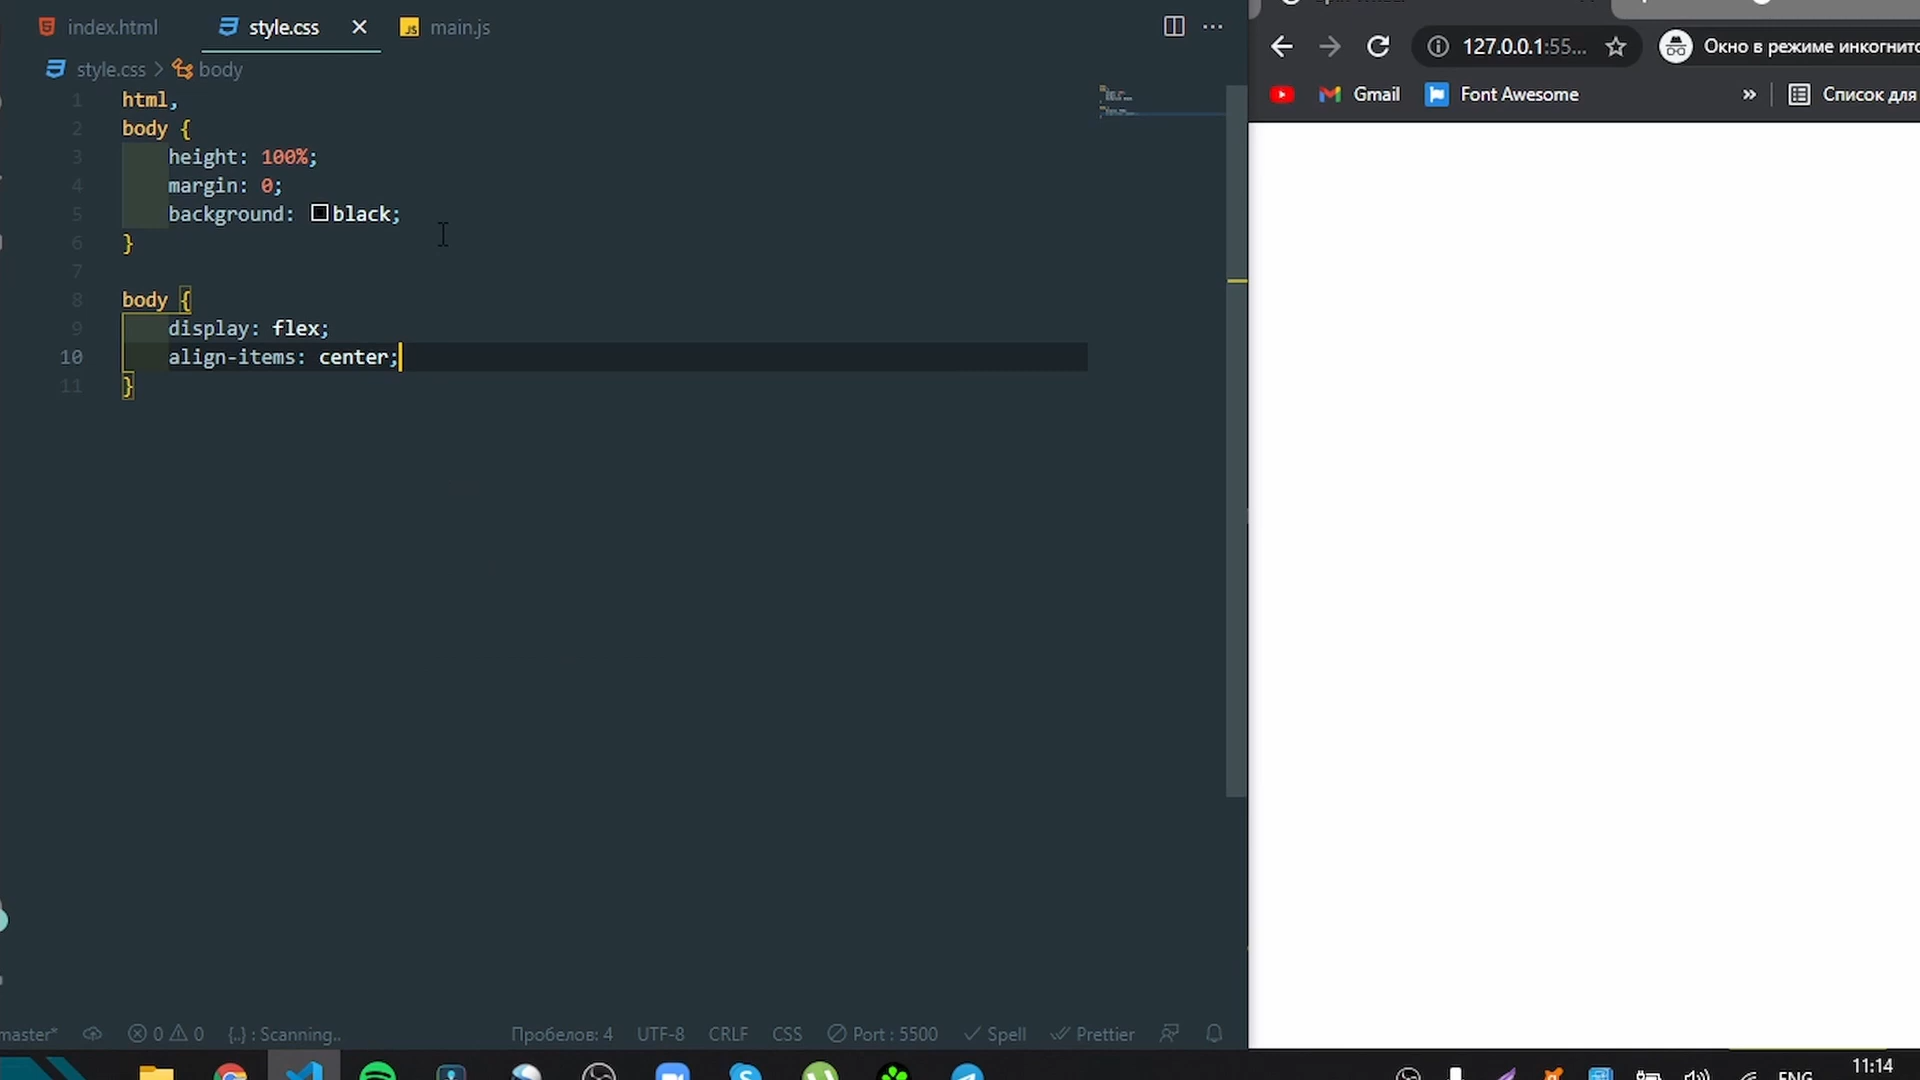 index.html
style.css
main.js
style.css > body
1 html,
2 body {
3 height: 100%;
4 margin: 0;
5 background: black;
6 }
7
8 body {
9 display: flex;
10 align-items: center;
11 }
master*
0 0
{..} : Scanning..
Пробелов: 4
UTF-8
CRLF
CSS
Port : 5500
Spell
Prettier
127.0.0.1:55...
Окно в режиме инкогнито
Gmail
Font Awesome
»
Список для
ENG
11:14